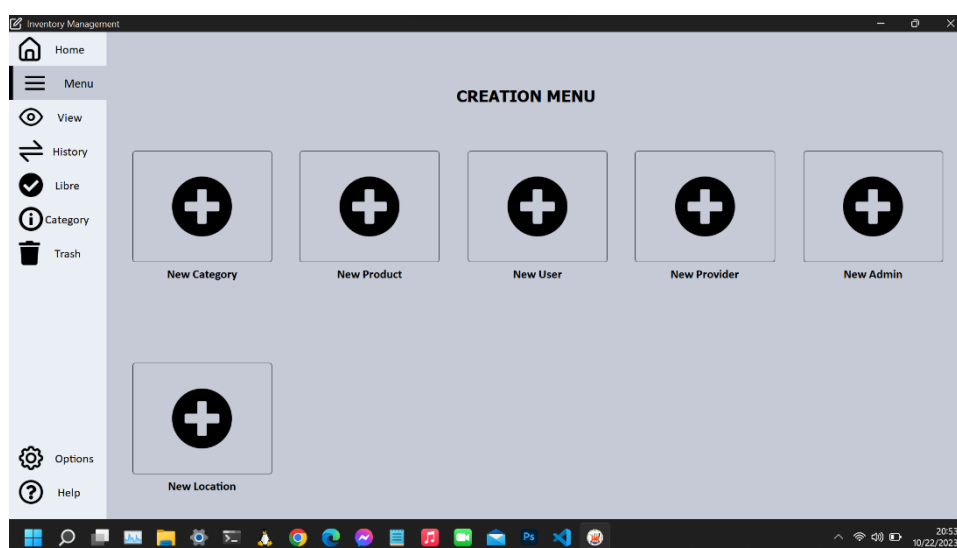 Inventory Management
Home
Menu
CREATION MENU
View
History
Libre
Category
Trash
New Category
New Product
New User
New Provider
New Admin
New Location
Options
Help
Ps
20:53
10/22/2023